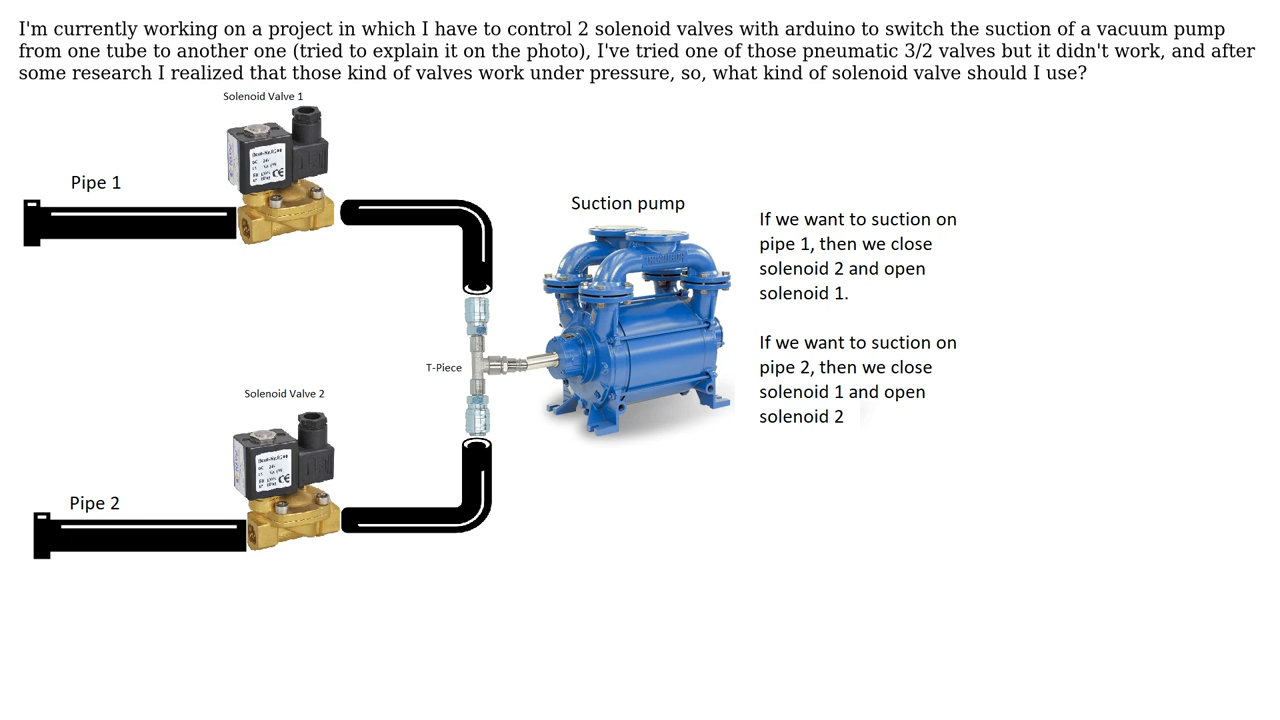 I'm currently working on a project in which I have to control 2 solenoid valves with arduino to switch the suction of a vacuum pump
from one tube to another one (tried to explain it on the photo), I've tried one of those pneumatic 3/2 valves but it didn't work, and after
some research I realized that those kind of valves work under pressure, so, what kind of solenoid valve should I use?
Solenoid Valve 1
Pipe 1
Suction pump
If we want to suction on
pipe 1, then we close
solenoid 2 and open
solenoid 1.
If we want to suction on
pipe 2, then we close
solenoid 1 and open
solenoid 2
T-Piece
Solenoid Valve 2
Pipe 2